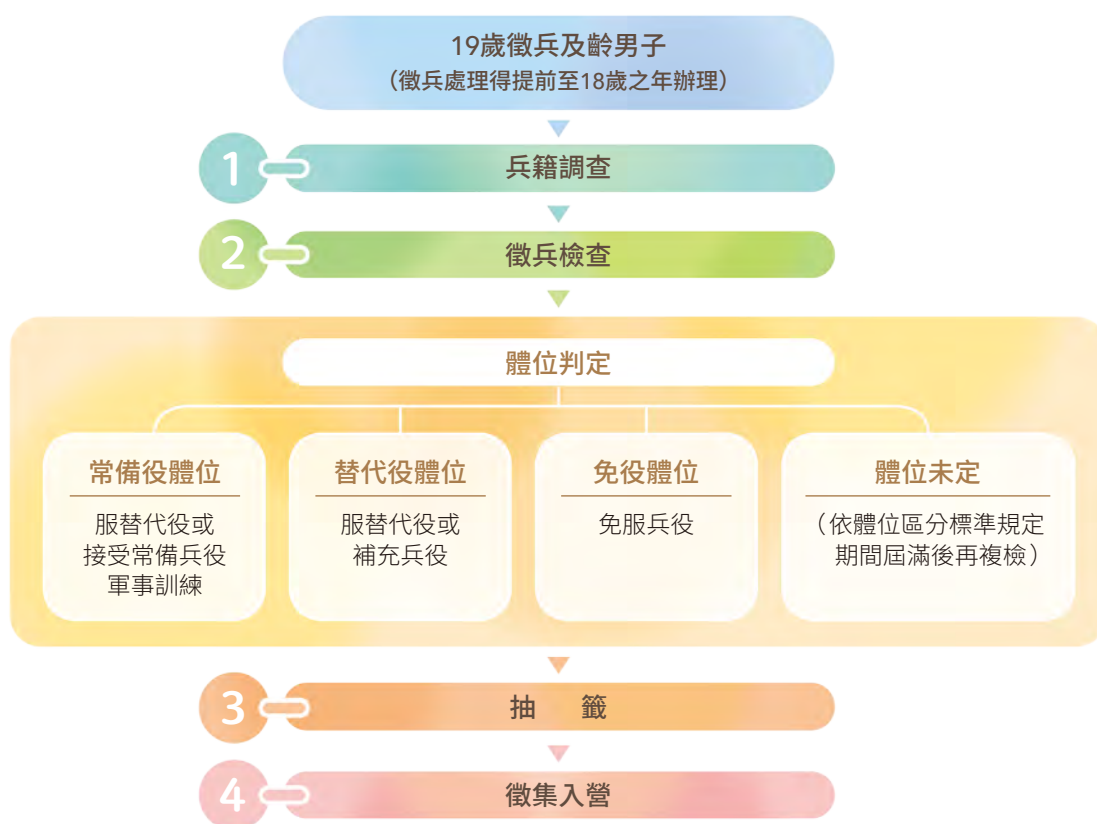 19歲徵兵及齡男子
（徵兵處理得提前至18歲之年辦理）
1
兵籍調查
2
徵兵檢查
體位判定
常備役體位
服替代役或
接受常備兵役
軍事訓練
替代役體位
服替代役或
補充兵役
免役體位
免服兵役
體位未定
（依體位區分標準規定
期間屆滿後再複檢）
3
抽　籤
4
徵集入營